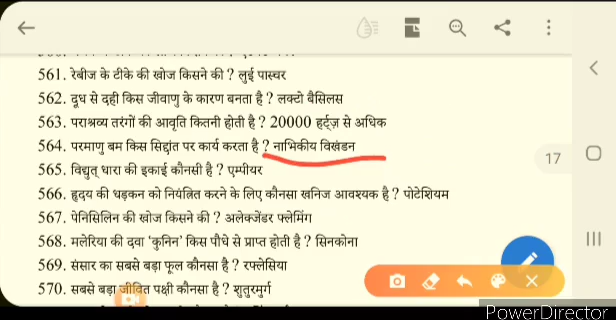 561. रेबीज के टीके की खोज किसने की ? लुई पास्चर
562. दूध से दही किस जीवाणु के कारण बनता है ? लक्टो बैसिलस
563. पराश्रव्य तरंगों की आवृति कितनी होती है ? 20000 हर्ट्ज़ से अधिक
564. परमाणु बम किस सिद्धांत पर कार्य करता है ? नाभिकीय विखंडन
17
565. विद्युत् धारा की इकाई कौनसी है ? एम्पीयर
566. हृदय की धड़कन को नियंत्रित करने के लिए कौनसा खनिज आवश्यक है ? पोटेशियम
567. पेनिसिलिन की खोज किसने की ? अलेक्जेंडर फ्लेमिंग
568. मलेरिया की दवा 'कुनिन' किस पौधे से प्राप्त होती है ? सिनकोना
569. संसार का सबसे बड़ा फूल कौनसा है ? रफ्लेसिया
570. सबसे बड़ा जीवित पक्षी कौनसा है ? शुतुरमुर्ग
PowerDirector